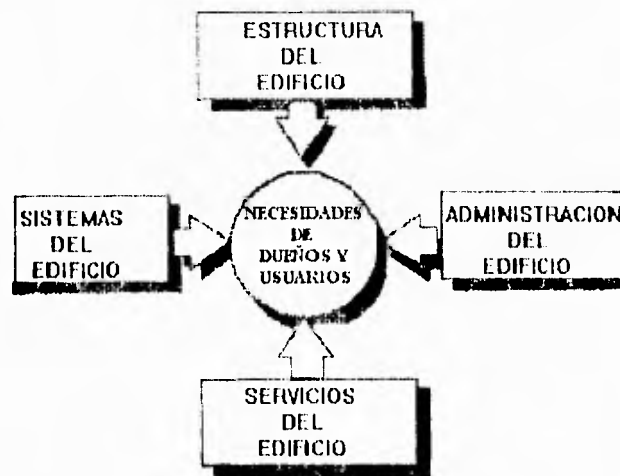 ESTRUCTURA
DEL
EDIFICIO
SISTEMAS
DEL
EDIFICIO
NECESIDADES
DE
DUEÑOS Y
USUARIOS
ADMINISTRACION
DEL
EDIFICIO
SERVICIOS
DEL
EDIFICIO